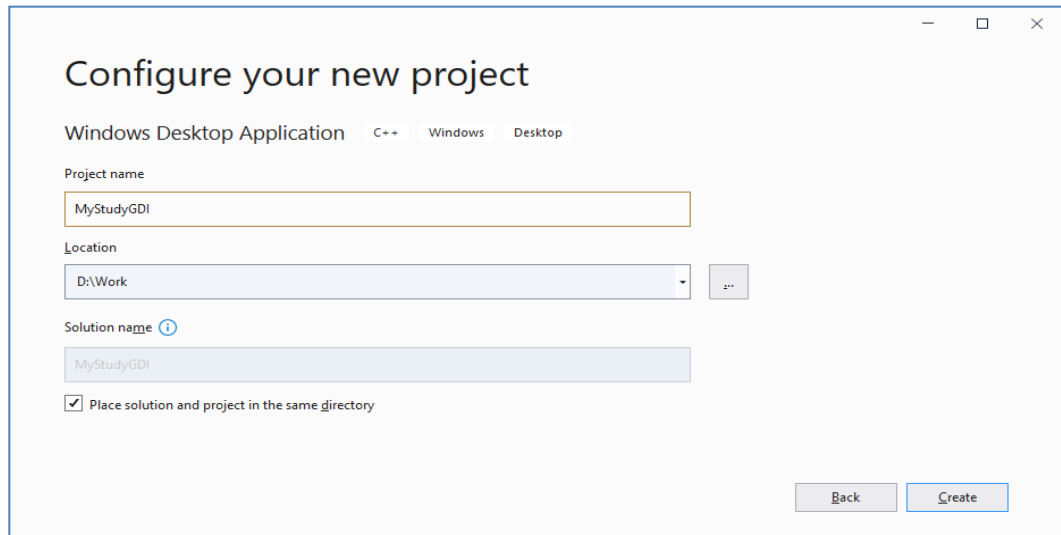 Configure your new project
Windows Desktop Application C++ Windows Desktop
Project name
MyStudyGDI
Location
D:\Work
...
Solution name
MyStudyGDI
Place solution and project in the same directory
Back Create